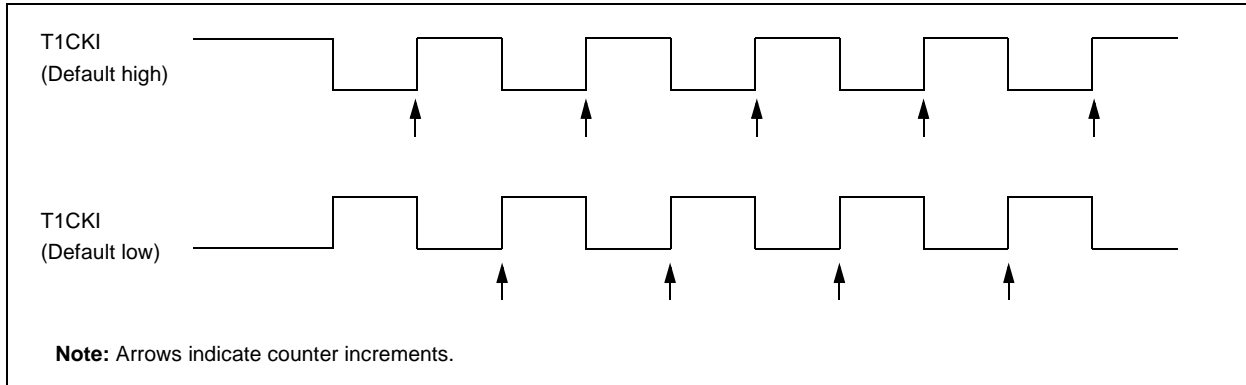 T1CKI
(Default high)
T1CKI
(Default low)
Note: Arrows indicate counter increments.